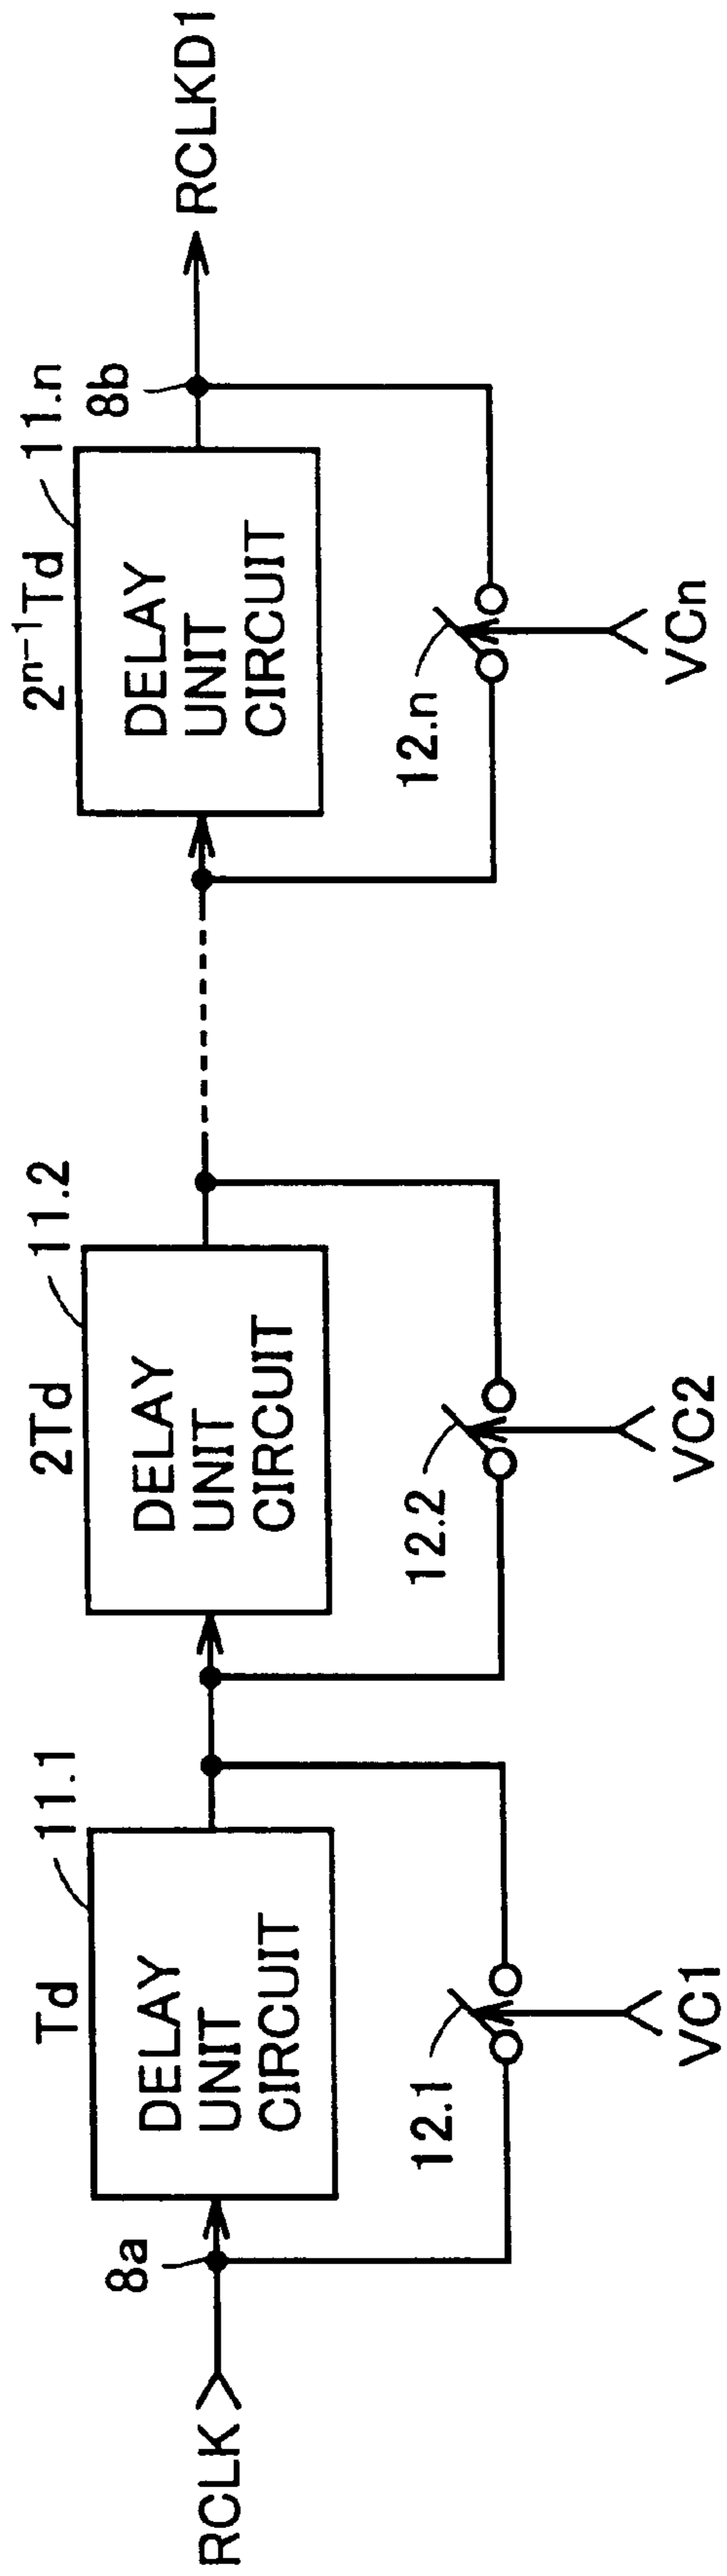 RCLK
8a
Td
11.1
DELAY
UNIT
CIRCUIT
12.1
VC1
2Td
11.2
DELAY
UNIT
CIRCUIT
12.2
VC2
2ⁿ⁻¹Td
11.n
DELAY
UNIT
CIRCUIT
12.n
VCn
8b
RCLKD1